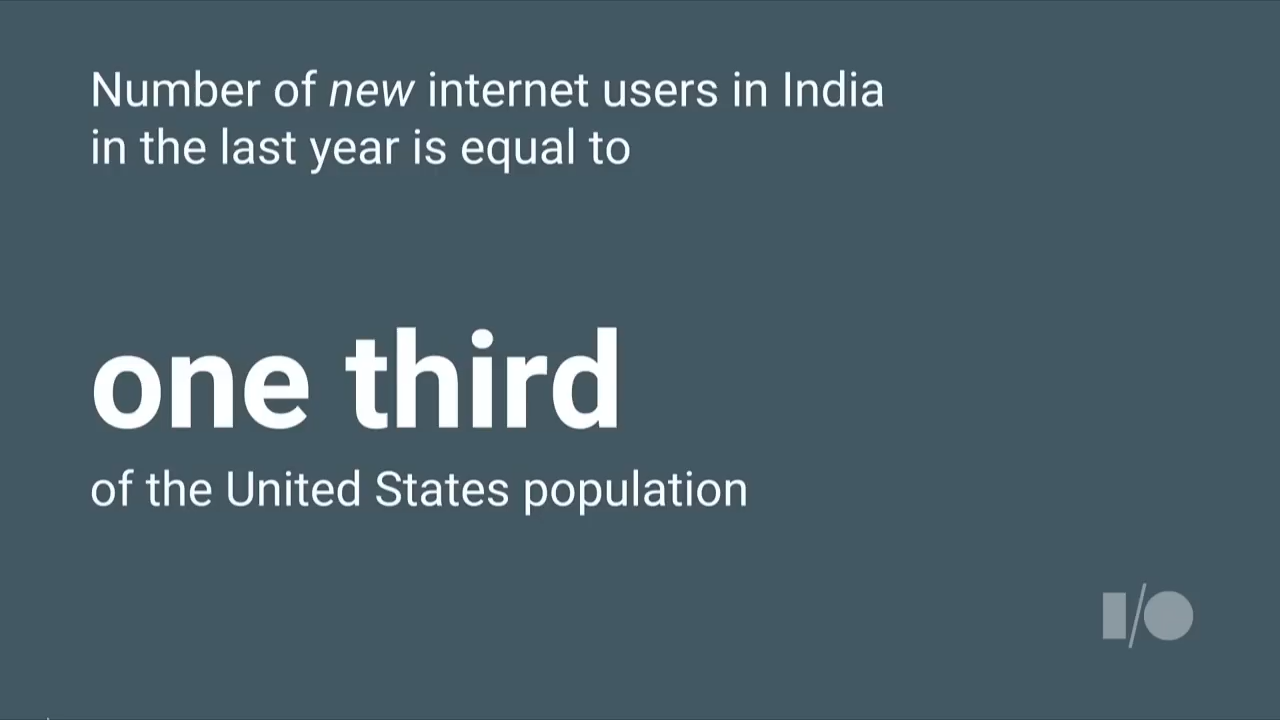 Number of new internet users in India
in the last year is equal to
one third
of the United States population
I/O